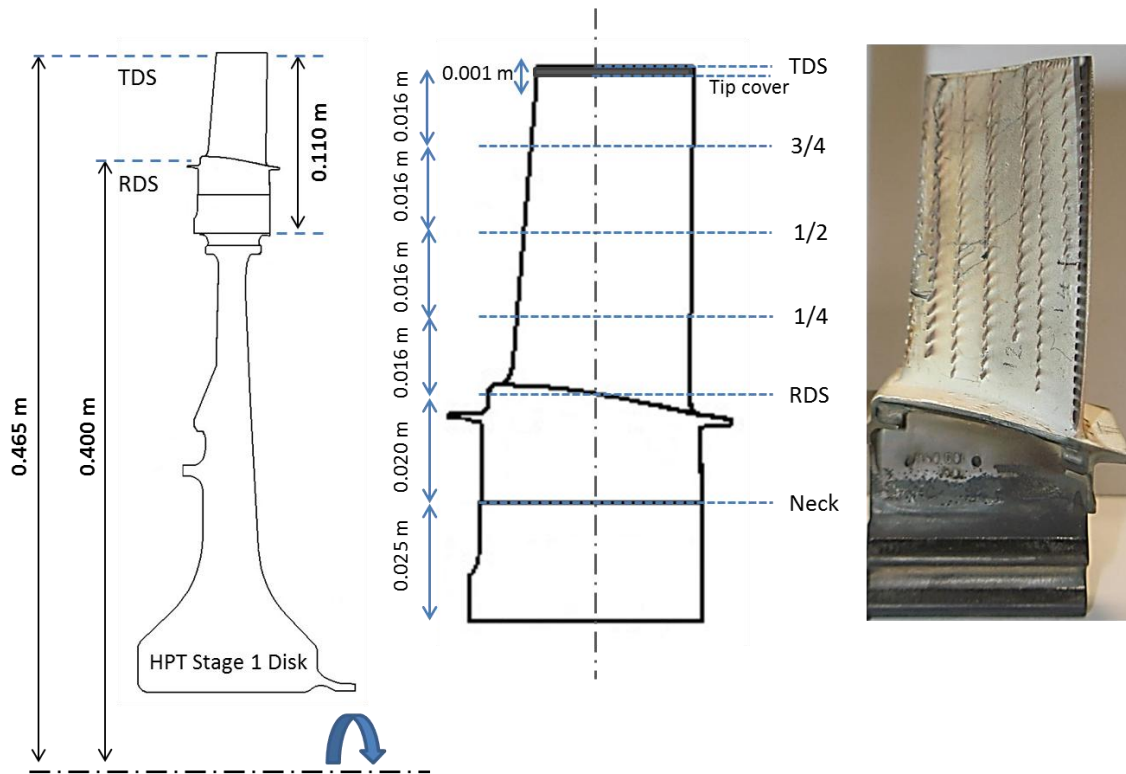 TDS
RDS
0.110 m
0.465 m
0.400 m
HPT Stage 1 Disk
0.001 m
0.016 m
0.016 m
0.016 m
0.016 m
0.020 m
0.025 m
TDS
Tip cover
3/4
1/2
1/4
RDS
Neck
12